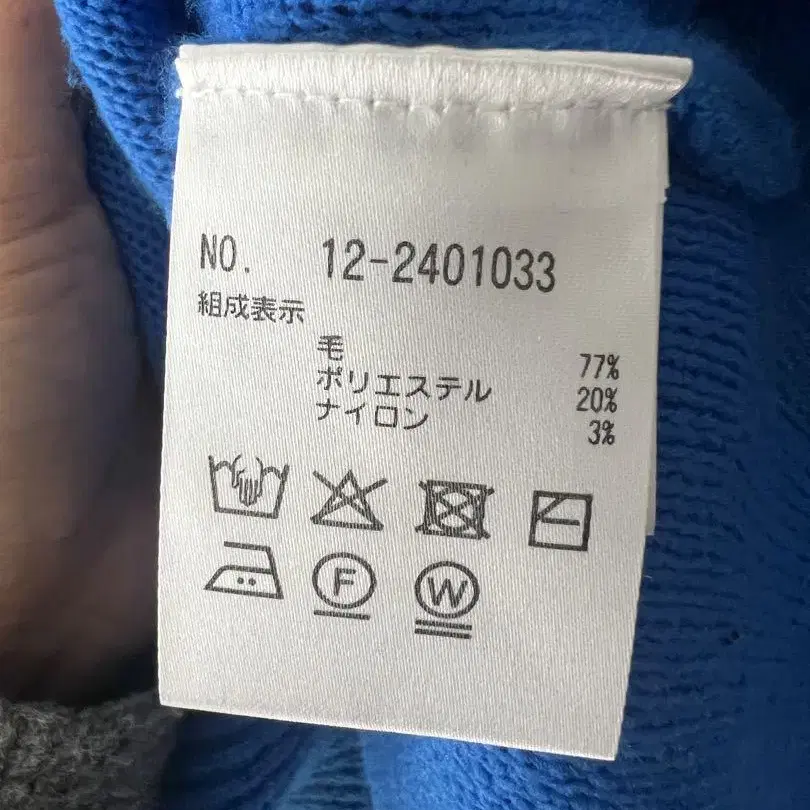 NO. 12-2401033
組成表示
毛 77%
ポリエステル 20%
ナイロン 3%
F W